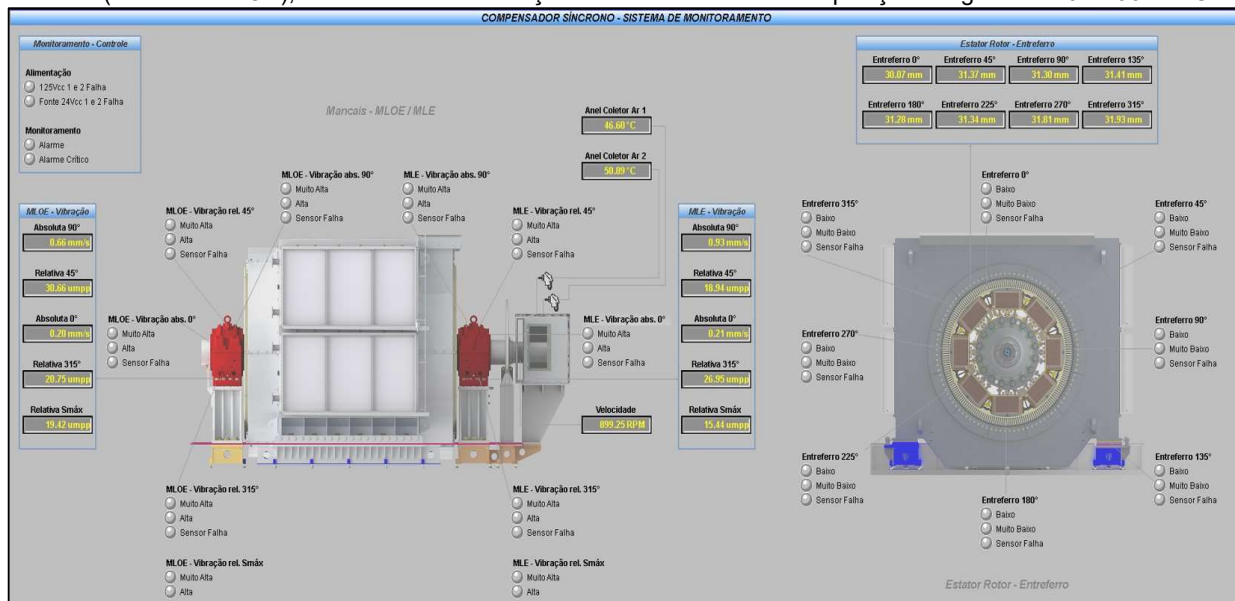 COMPENSADOR SÍNCRONO - SISTEMA DE MONITORAMENTO
Monitoramento - Controle
Alimentação
125Vcc 1 e 2 Falha
Fonte 24Vcc 1 e 2 Falha
Monitoramento
Alarme
Alarme Crítico
Mancais - MLOE / MLE
Anel Coletor Ar 1
46.60 °C
Anel Coletor Ar 2
50.89 °C
Estator Rotor - Entreferro
Entreferro 0° Entreferro 45° Entreferro 90° Entreferro 135°
30.07 mm 31.37 mm 31.30 mm 31.41 mm
Entreferro 180° Entreferro 225° Entreferro 270° Entreferro 315°
31.28 mm 31.34 mm 31.81 mm 31.93 mm
MLOE - Vibração
Absoluta 90°
0.66 mm/s
Relativa 45°
30.66 umpp
Absoluta 0°
0.20 mm/s
Relativa 315°
20.75 umpp
Relativa Smáx
19.42 umpp
MLOE - Vibração abs. 90°
Muito Alta
Alta
Sensor Falha
MLE - Vibração abs. 90°
Muito Alta
Alta
Sensor Falha
MLOE - Vibração rel. 45°
Muito Alta
Alta
Sensor Falha
MLE - Vibração rel. 45°
Muito Alta
Alta
Sensor Falha
MLOE - Vibração abs. 0°
Muito Alta
Alta
Sensor Falha
MLE - Vibração abs. 0°
Muito Alta
Alta
Sensor Falha
Velocidade
899.25 RPM
MLOE - Vibração rel. 315°
Muito Alta
Alta
Sensor Falha
MLE - Vibração rel. 315°
Muito Alta
Alta
Sensor Falha
MLOE - Vibração rel. Smáx
Muito Alta
Alta
MLE - Vibração rel. Smáx
Muito Alta
Alta
MLE - Vibração
Absoluta 90°
0.93 mm/s
Relativa 45°
18.94 umpp
Absoluta 0°
0.21 mm/s
Relativa 315°
26.95 umpp
Relativa Smáx
15.44 umpp
Entreferro 0°
Baixo
Muito Baixo
Sensor Falha
Entreferro 315°
Baixo
Muito Baixo
Sensor Falha
Entreferro 45°
Baixo
Muito Baixo
Sensor Falha
Entreferro 270°
Baixo
Muito Baixo
Sensor Falha
Entreferro 90°
Baixo
Muito Baixo
Sensor Falha
Entreferro 225°
Baixo
Muito Baixo
Sensor Falha
Entreferro 135°
Baixo
Muito Baixo
Sensor Falha
Entreferro 180°
Baixo
Muito Baixo
Sensor Falha
Estator Rotor - Entreferro